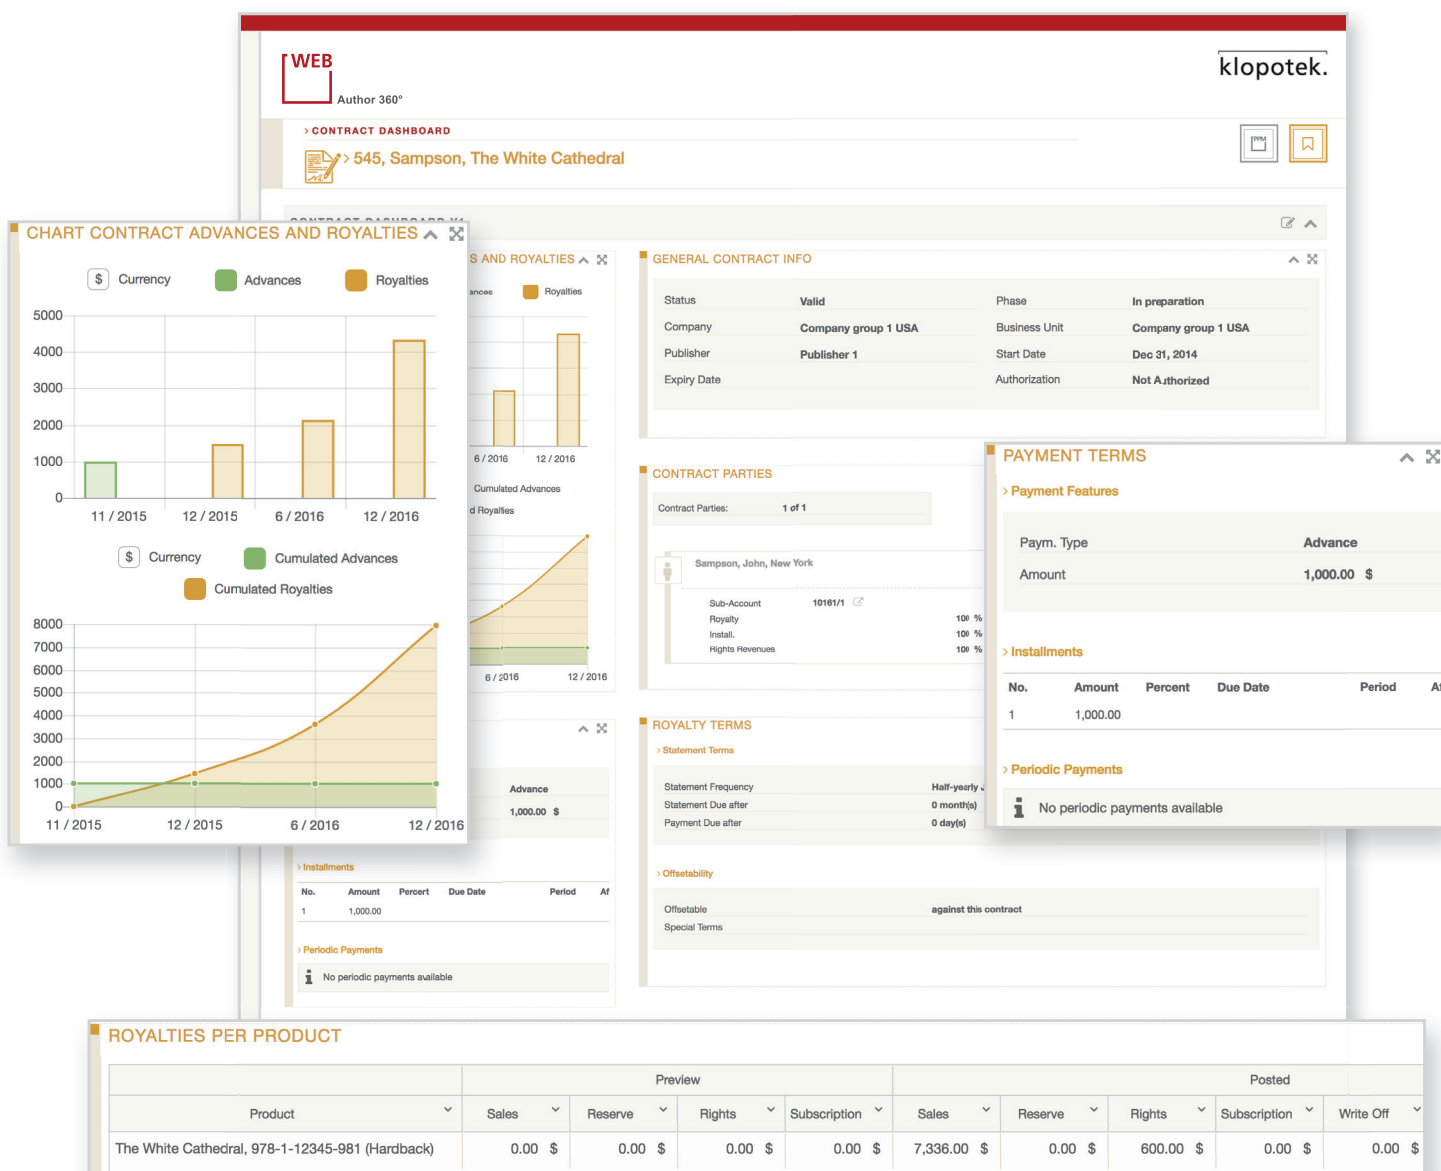 WEB
Author 360°
klopotek.
> CONTRACT DASHBOARD
> 545, Sampson, The White Cathedral
PPM
CHART CONTRACT ADVANCES AND ROYALTIES
$ Currency Advances Royalties
5000
4000
3000
2000
1000
0
11 / 2015 12 / 2015 6 / 2016 12 / 2016
$ Currency Cumulated Advances
Cumulated Royalties
8000
7000
6000
5000
4000
3000
2000
1000
0
11 / 2015 12 / 2015 6 / 2016 12 / 2016
S AND ROYALTIES
ances Royalties
6 / 2016 12 / 2016
Cumulated Advances
d Royalties
6 / 2016 12 / 2016
GENERAL CONTRACT INFO
Status Valid Phase In preparation
Company Company group 1 USA Business Unit Company group 1 USA
Publisher Publisher 1 Start Date Dec 31, 2014
Expiry Date Authorization Not Authorized
CONTRACT PARTIES
Contract Parties: 1 of 1
Sampson, John, New York
Sub-Account 10161/1
Royalty 100 %
Install. 100 %
Rights Revenues 100 %
PAYMENT TERMS
> Payment Features
Paym. Type Advance
Amount 1,000.00 $
> Installments
No. Amount Percent Due Date Period Af
1 1,000.00
> Periodic Payments
No periodic payments available
ROYALTY TERMS
> Statement Terms
Statement Frequency Half-yearly
Statement Due after 0 month(s)
Payment Due after 0 day(s)
> Offsetability
Offsetable against this contract
Special Terms
Advance
1,000.00 $
> Installments
No. Amount Percent Due Date Period Af
1 1,000.00
> Periodic Payments
No periodic payments available
ROYALTIES PER PRODUCT
Preview Posted
Product Sales Reserve Rights Subscription Sales Reserve Rights Subscription Write Off
The White Cathedral, 978-1-12345-981 (Hardback) 0.00 $ 0.00 $ 0.00 $ 0.00 $ 7,336.00 $ 0.00 $ 600.00 $ 0.00 $ 0.00 $